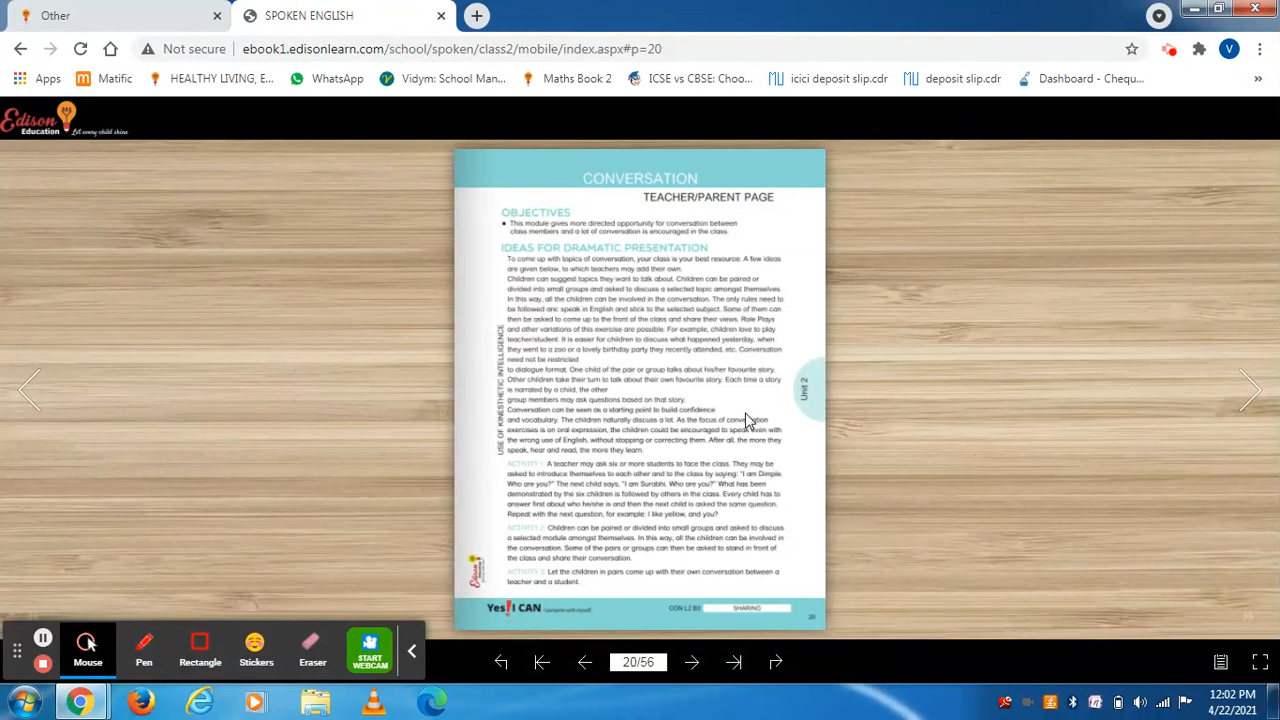 Other
SPOKEN ENGLISH
Not secure
ebook1.edisonlearn.com/school/spoken/class2/mobile/index.aspx#p=20
V
Apps
Matific
HEALTHY LIVING, E...
WhatsApp
Vidym: School Man...
Maths Book 2
ICSE vs CBSE: Choo...
icici deposit slip.cdr
deposit slip.cdr
Dashboard - Chequ...
Edison
Education
Let every child shine
CONVERSATION
TEACHER/PARENT PAGE
OBJECTIVES
• This module gives more directed opportunity for conversation between
class members and a lot of conversation is encouraged in the class.
IDEAS FOR DRAMATIC PRESENTATION
To come up with topics of conversation, your class is your best resource. A few ideas
are given below, to which teachers may add their own.
Children can suggest topics they want to talk about. Children can be paired or
divided into small groups and asked to discuss a selected topic amongst themselves.
In this way, all the children can be involved in the conversation. The only rules need to
be followed are: speak in English and stick to the selected subject. Some of them can
then be asked to come up to the front of the class and share their views. Role Plays
and other variations of this exercise are possible. For example, children love to play
teacher/student. It is easier for children to discuss what happened yesterday, when
they went to a zoo or a lovely birthday party they recently attended, etc. Conversation
need not be restricted
to dialogue format. One child of the pair or group talks about his/her favourite story.
Other children take their turn to talk about their own favourite story. Each time a story
is narrated by a child, the other
group members may ask questions based on that story.
Conversation can be seen as a starting point to build confidence
and vocabulary. The children naturally discuss a lot. As the focus of conversation
exercises is on oral expression, the children could be encouraged to speak even with
the wrong use of English, without stopping or correcting them. After all, the more they
speak, hear and read, the more they learn.
USE OF KINESTHETIC INTELLIGENCE
Unit 2
ACTIVITY 1: A teacher may ask six or more students to face the class. They may be
asked to introduce themselves to each other and to the class by saying: "I am Dimple.
Who are you?" The next child says, "I am Surabhi. Who are you?" What has been
demonstrated by the six children is followed by others in the class. Every child has to
answer first about who he/she is and then the next child is asked the same question.
Repeat with the next question, for example: I like yellow, and you?
ACTIVITY 2: Children can be paired or divided into small groups and asked to discuss
a selected module amongst themselves. In this way, all the children can be involved in
the conversation. Some of the pairs or groups can then be asked to stand in front of
the class and share their conversation.
ACTIVITY 3: Let the children in pairs come up with their own conversation between a
teacher and a student.
Yes! I CAN
I compete with myself.
CON L2 B3
SHARING
20
Mouse
Pen
Rectangle
Stickers
Eraser
START
WEBCAM
20/56
12:02 PM
4/22/2021